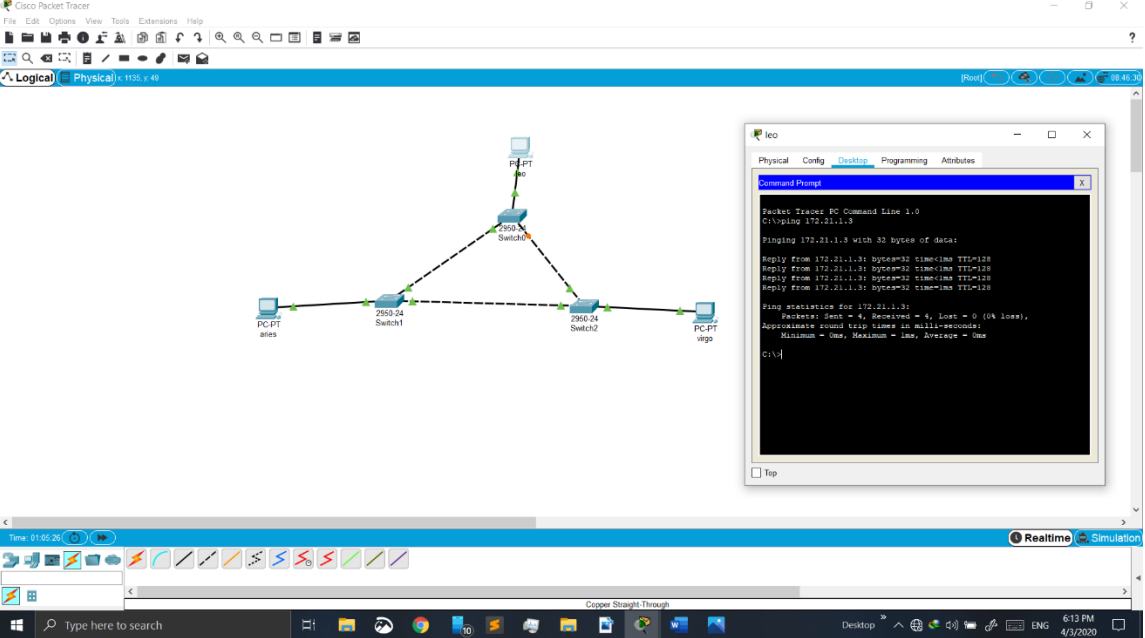 Cisco Packet Tracer
File Edit Options View Tools Extensions Help
?
Logical Physical x: 1135, y: 49 [Root] 08:46:30
leo
Physical Config Desktop Programming Attributes
Command Prompt X
Packet Tracer PC Command Line 1.0
C:\>ping 172.21.1.3
Pinging 172.21.1.3 with 32 bytes of data:
Reply from 172.21.1.3: bytes=32 time<1ms TTL=128
Reply from 172.21.1.3: bytes=32 time<1ms TTL=128
Reply from 172.21.1.3: bytes=32 time<1ms TTL=128
Reply from 172.21.1.3: bytes=32 time=1ms TTL=128
Ping statistics for 172.21.1.3:
Packets: Sent = 4, Received = 4, Lost = 0 (0% loss),
Approximate round trip times in milli-seconds:
Minimum = 0ms, Maximum = 1ms, Average = 0ms
C:\>
Top
PC-PT
leo
2950-24
Switch0
PC-PT
aries
2950-24
Switch1
2950-24
Switch2
PC-PT
virgo
Time: 01:05:26 Realtime Simulation
Copper Straight-Through
Type here to search 10 Desktop ENG 6:13 PM
4/3/2020